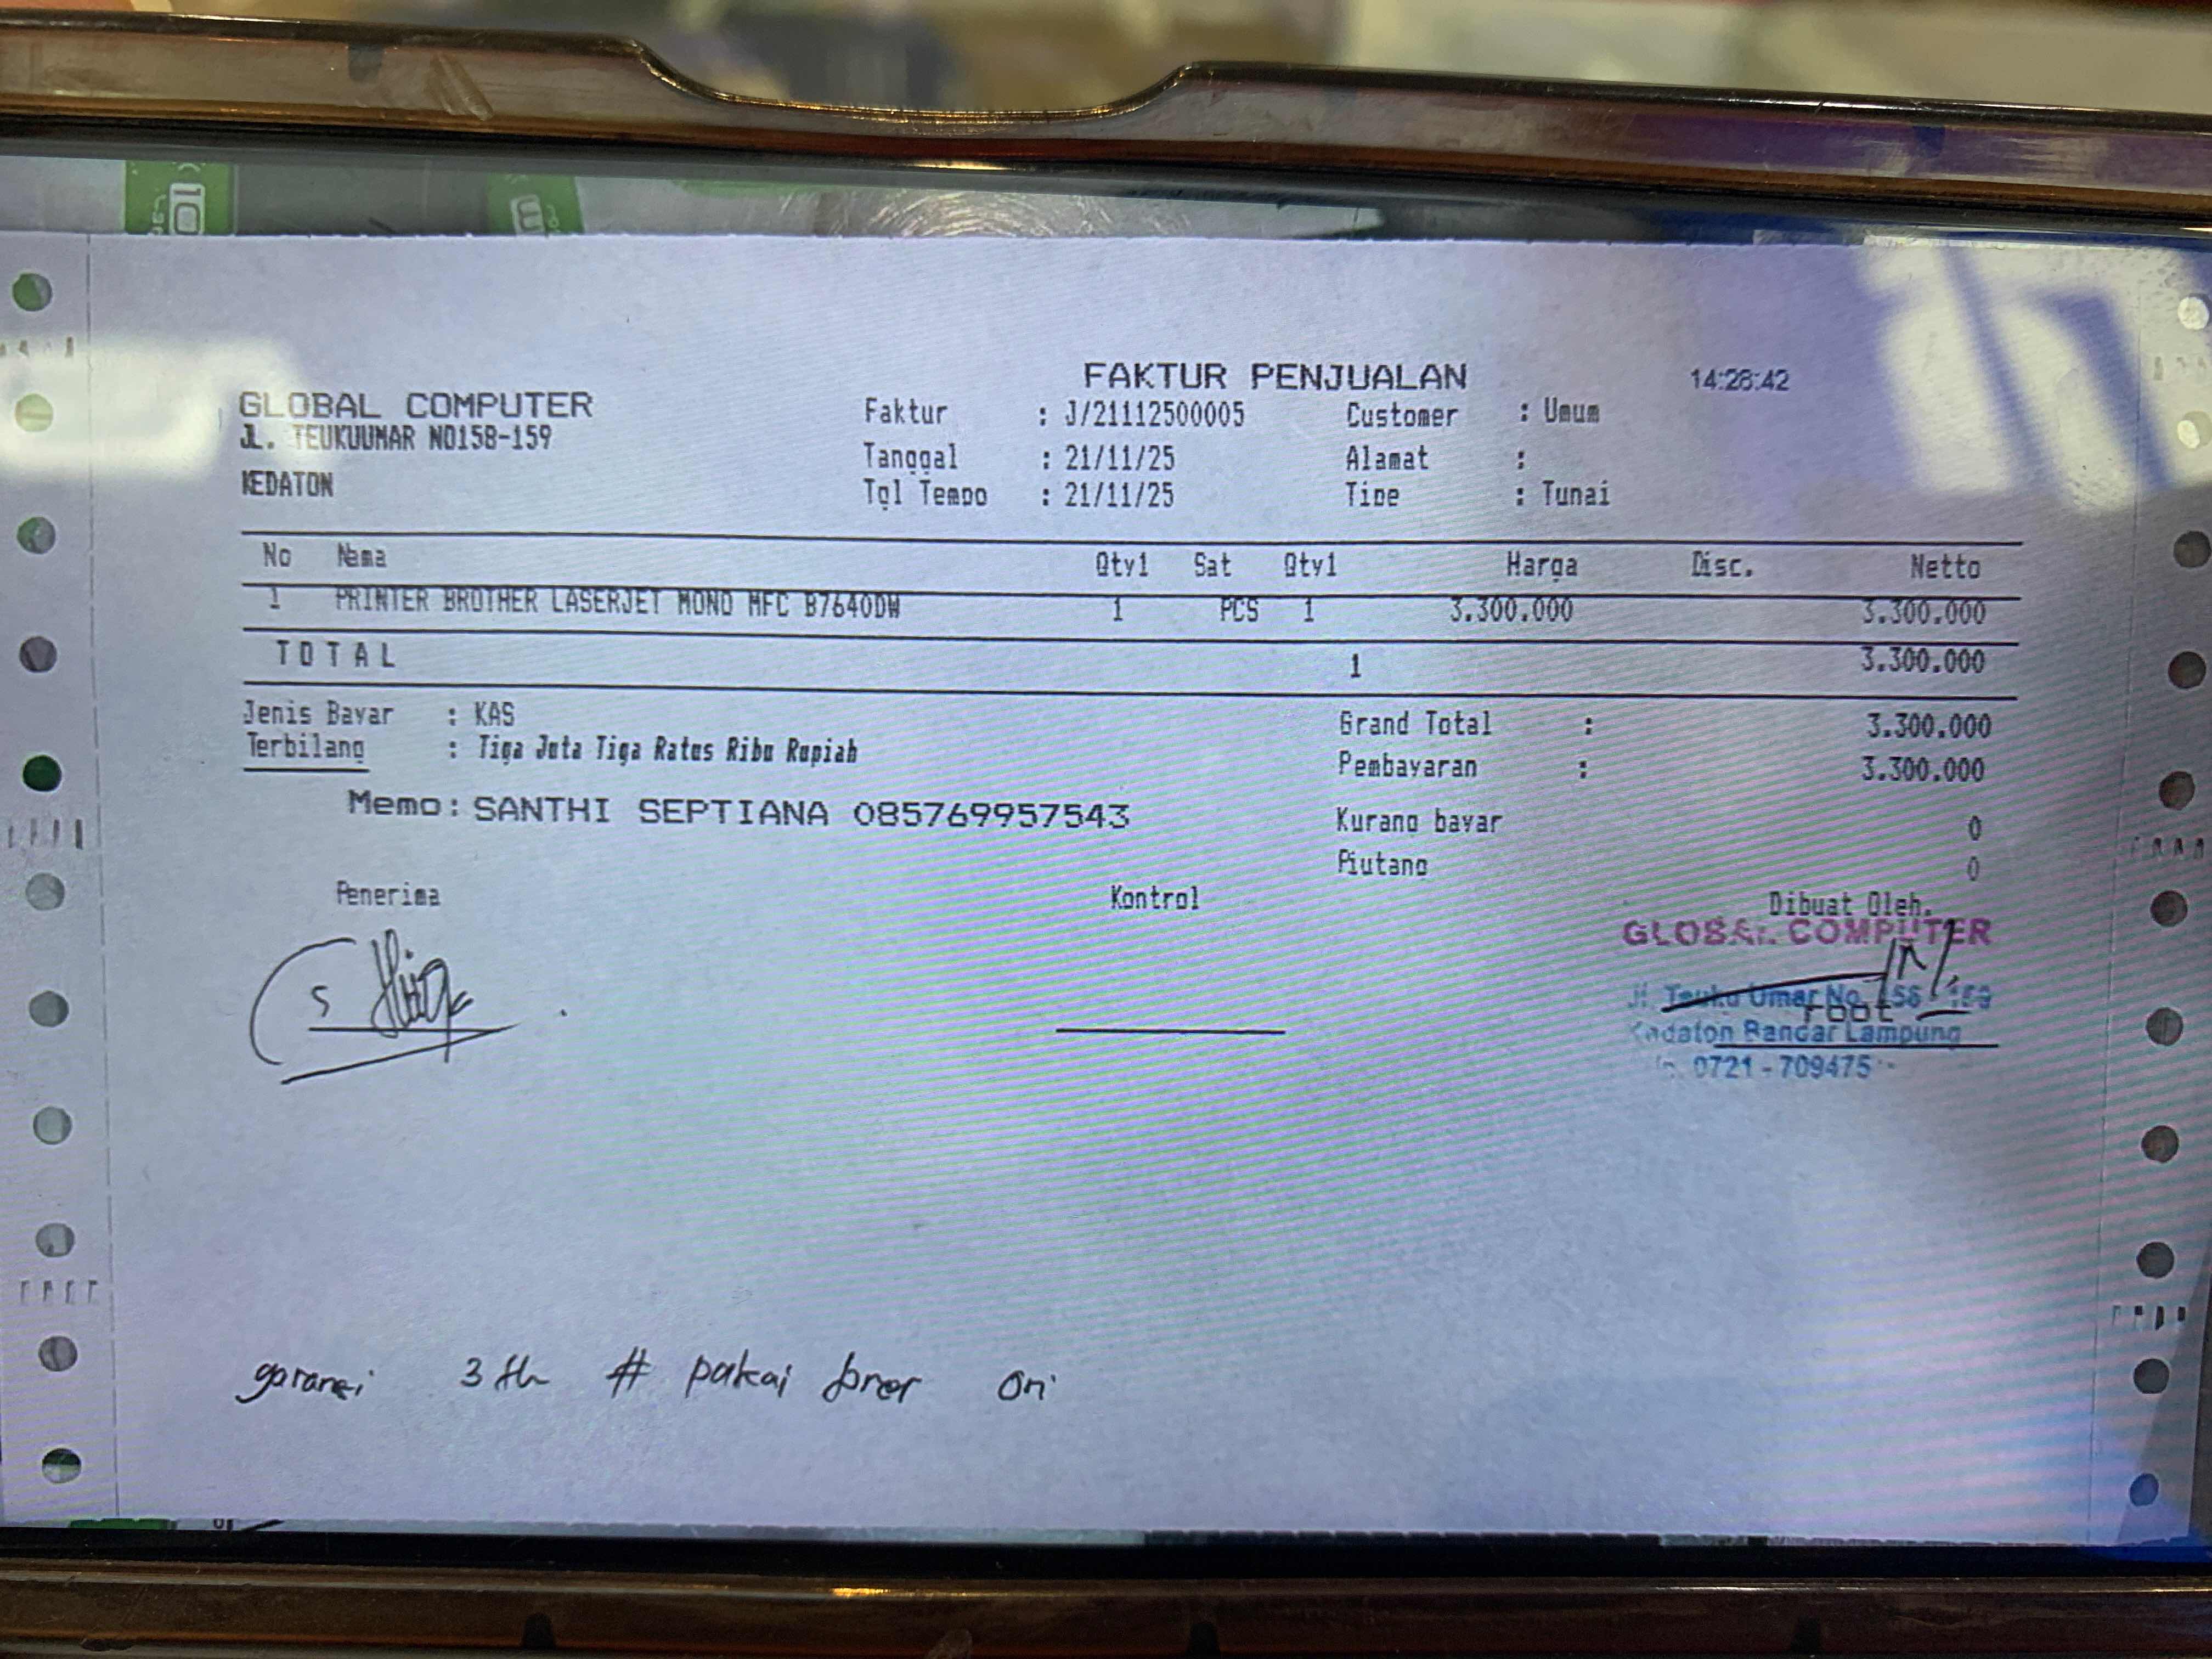 FAKTUR PENJUALAN 14:28:42
GLOBAL COMPUTER
JL. TEUKUUMAR NO158-159
KEDATON
Faktur : J/21112500005 Customer : Umum
Tanggal : 21/11/25 Alamat :
Tgl Tempo : 21/11/25 Tipe : Tunai
No Nama Qty1 Sat Qty1 Harga Disc. Netto
1 PRINTER BROTHER LASERJET MONO MFC B7640DW 1 PCS 1 3.300.000 3.300.000
TOTAL 1 3.300.000
Jenis Bayar : KAS
Terbilang : Tiga Juta Tiga Ratus Ribu Rupiah
Grand Total : 3.300.000
Pembayaran : 3.300.000
Memo: SANTHI SEPTIANA 085769957543
Kurang bayar 0
Piutang 0
Penerima Kontrol Dibuat Oleh.
GLOBAL COMPUTER
Jl. Teuku Umar No. 158 - 159
root
Kedaton Bandar Lampung
0721 - 709475
garansi 3 th # pakai toner ori